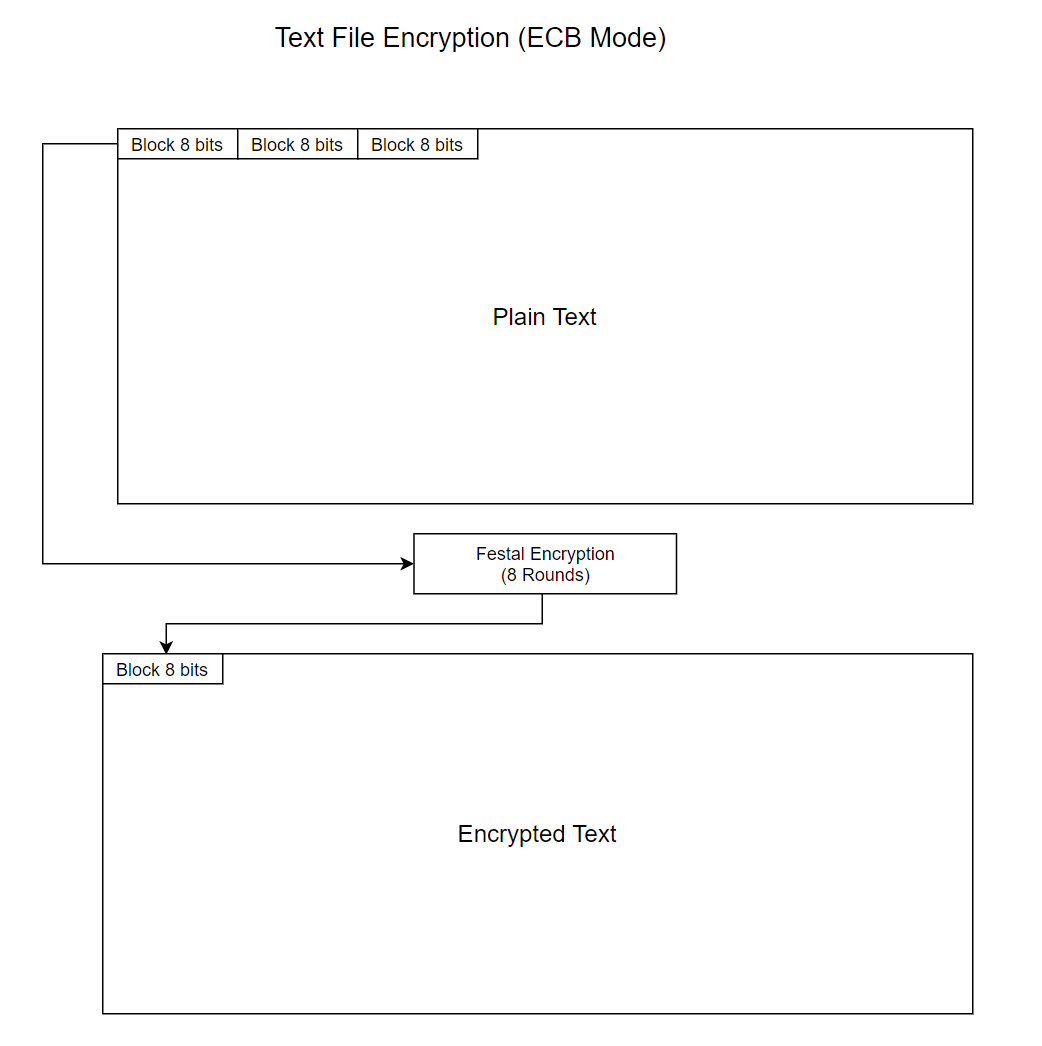 Text File Encryption (ECB Mode)
Block 8 bits
Block 8 bits
Block 8 bits
Plain Text
Festal Encryption
(8 Rounds)
Block 8 bits
Encrypted Text